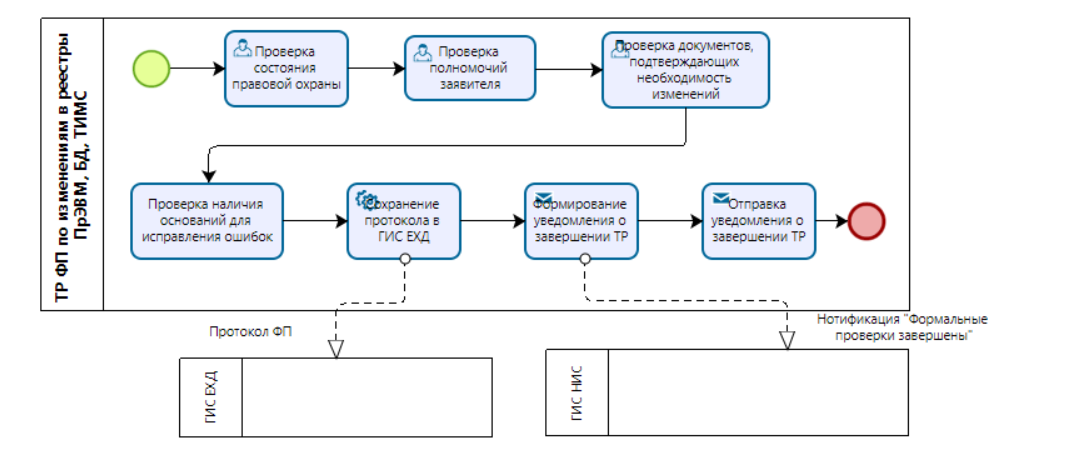 ТР ФП по изменениям в реестры
ПрЭВМ, БД, ТИМС
Проверка
состояния
правовой охраны
Проверка
полномочий
заявителя
Проверка документов,
подтверждающих
необходимость
изменений
Проверка наличия
оснований для
исправления ошибок
Сохранение
протокола в
ГИС ЕХД
Формирование
уведомления о
завершении ТР
Отправка
уведомления о
завершении ТР
Протокол ФП
Нотификация "Формальные
проверки завершены"
ГИС ЕХД
ГИС НИС